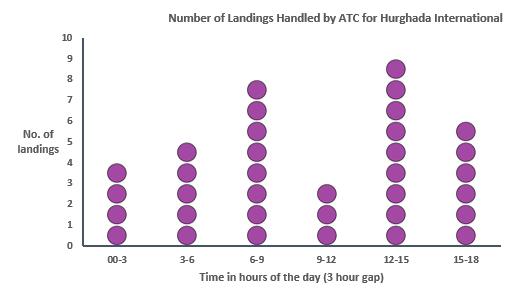 Number of Landings Handled by ATC for Hurghada International
10
9
8
7
6
5
4
3
2
1
0
No. of
landings
00-3 3-6 6-9 9-12 12-15 15-18
Time in hours of the day (3 hour gap)